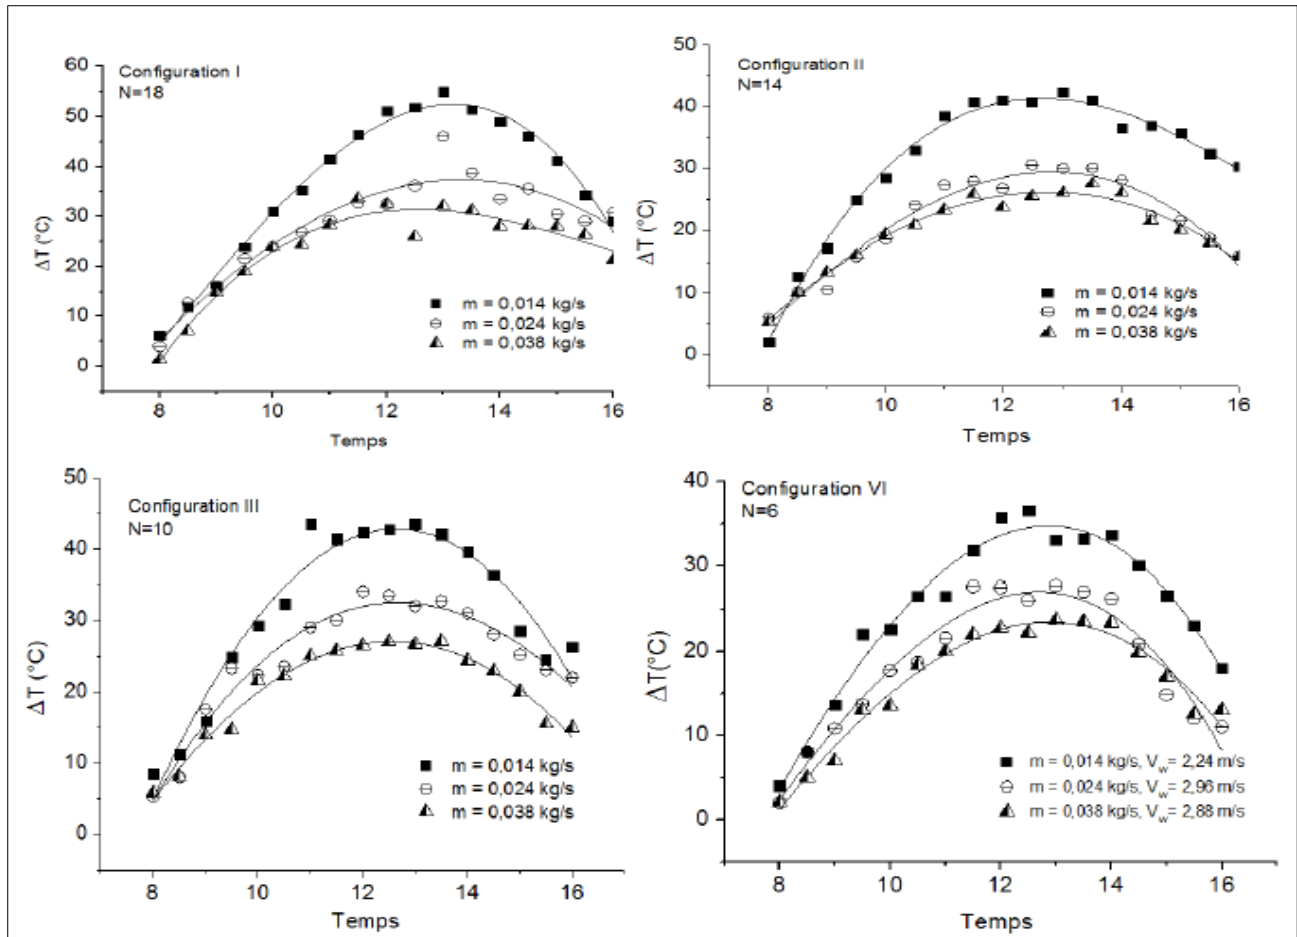 Configuration I
N=18
60
50
40
30
20
10
0
ΔT (°C)
m = 0,014 kg/s
m = 0,024 kg/s
m = 0,038 kg/s
8 10 12 14 16
Temps
Configuration II
N=14
50
40
30
20
10
0
ΔT (°C)
m = 0,014 kg/s
m = 0,024 kg/s
m = 0,038 kg/s
8 10 12 14 16
Temps
Configuration III
N=10
50
40
30
20
10
0
ΔT (°C)
m = 0,014 kg/s
m = 0,024 kg/s
m = 0,038 kg/s
8 10 12 14 16
Temps
Configuration VI
N=6
40
30
20
10
0
ΔT(°C)
m = 0,014 kg/s, Vw= 2,24 m/s
m = 0,024 kg/s, Vw= 2,96 m/s
m = 0,038 kg/s, Vw= 2,88 m/s
8 10 12 14 16
Temps